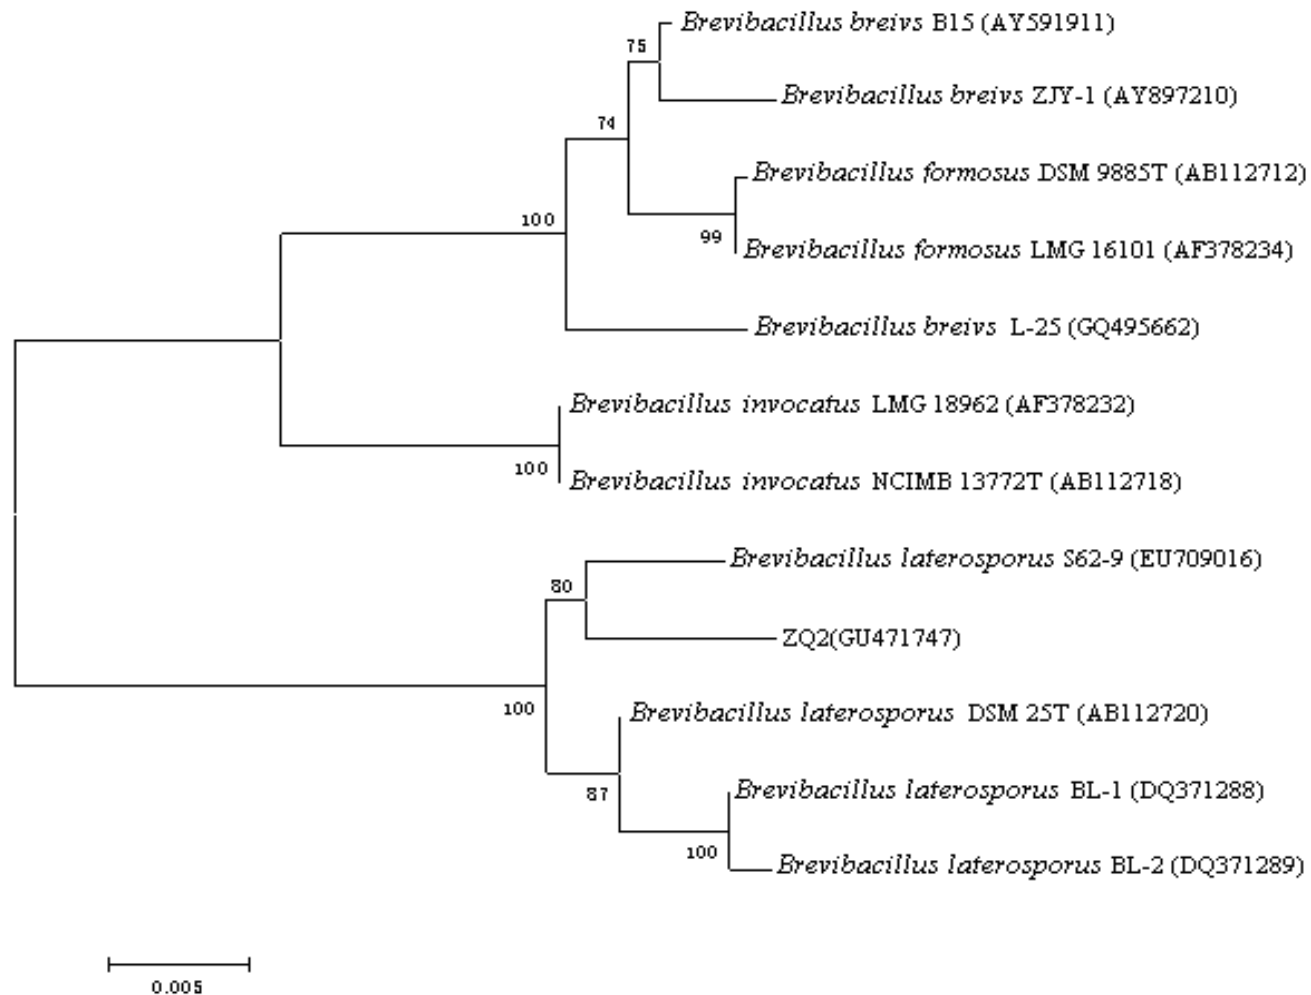 Brevibacillus breivs B15 (AY591911)
75
Brevibacillus breivs ZJY-1 (AY897210)
74
Brevibacillus formosus DSM 9885T (AB112712)
100
99
Brevibacillus formosus LMG 16101 (AF378234)
Brevibacillus breivs L-25 (GQ495662)
Brevibacillus invocatus LMG 18962 (AF378232)
100
Brevibacillus invocatus NCIMB 13772T (AB112718)
Brevibacillus laterosporus S62-9 (EU709016)
80
ZQ2(GU471747)
100
Brevibacillus laterosporus DSM 25T (AB112720)
87
Brevibacillus laterosporus BL-1 (DQ371288)
100
Brevibacillus laterosporus BL-2 (DQ371289)
0.005